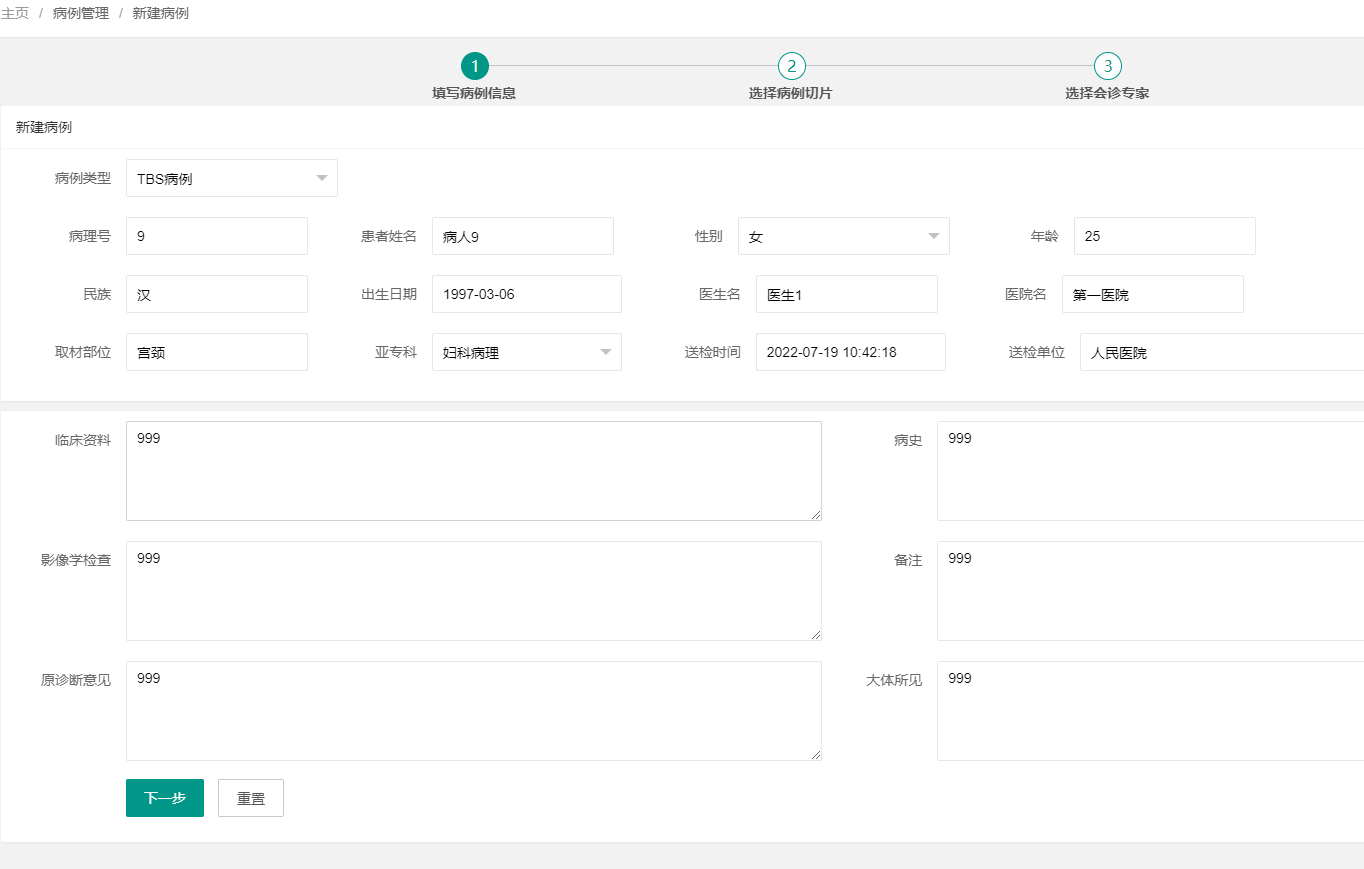 主页 / 病例管理 / 新建病例
1 2 3
填写病例信息 选择病例切片 选择会诊专家
新建病例
病例类型 TBS病例
病理号 9 患者姓名 病人9 性别 女 年龄 25
民族 汉 出生日期 1997-03-06 医生名 医生1 医院名 第一医院
取材部位 宫颈 亚专科 妇科病理 送检时间 2022-07-19 10:42:18 送检单位 人民医院
临床资料 999 病史 999
影像学检查 999 备注 999
原诊断意见 999 大体所见 999
下一步 重置